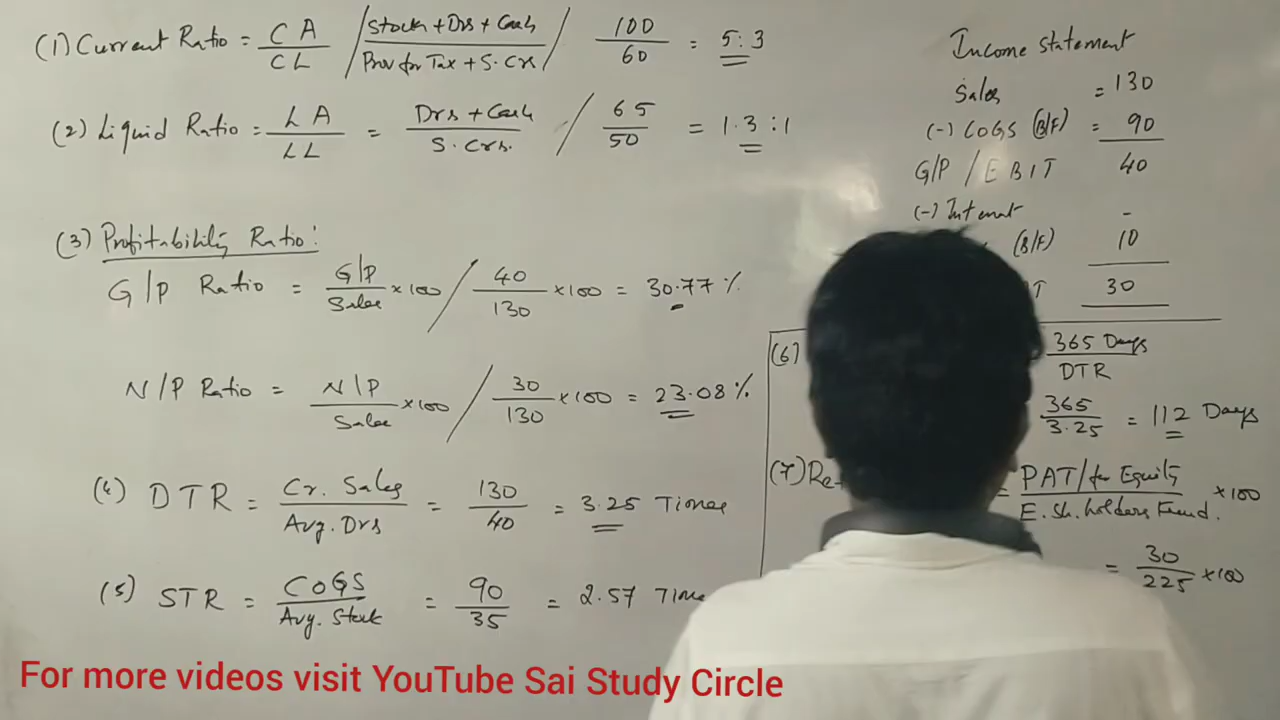 (1) Current Ratio = CA / CL / Stock + Drs + Cash / Prov for Tax + S. Crs / 100 / 60 = 5 : 3
(2) Liquid Ratio = LA / LL = Drs + Cash / S. Crs. / 65 / 50 = 1.3 : 1
(3) Profitability Ratio :
G/P Ratio = G/P / Sales × 100 / 40 / 130 × 100 = 30.77 %
N/P Ratio = N/P / Sales × 100 / 30 / 130 × 100 = 23.08 %
(4) DTR = Cr. Sales / Avg. Drs = 130 / 40 = 3.25 Times
(5) STR = COGS / Avg. Stock = 90 / 35 = 2.57 Time
Income Statement
Sales = 130
(-) COGS (B/F) = 90
G/P / EBIT 40
(-) Interest -
(B/F) 10
T 30
(6) 365 Days / DTR
365 / 3.25 = 112 Days
(7) Re = PAT/for Equity / E. Sh. holders Fund. × 100
= 30 / 225 × 100
For more videos visit YouTube Sai Study Circle